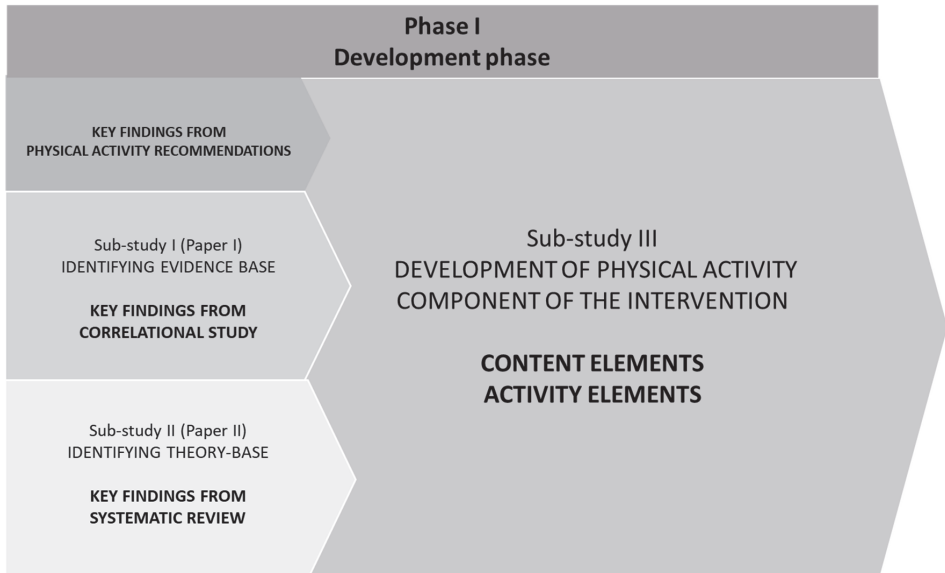 Phase I
Development phase
KEY FINDINGS FROM
PHYSICAL ACTIVITY RECOMMENDATIONS
Sub-study I (Paper I)
IDENTIFYING EVIDENCE BASE
KEY FINDINGS FROM
CORRELATIONAL STUDY
Sub-study II (Paper II)
IDENTIFYING THEORY-BASE
KEY FINDINGS FROM
SYSTEMATIC REVIEW
Sub-study III
DEVELOPMENT OF PHYSICAL ACTIVITY
COMPONENT OF THE INTERVENTION
CONTENT ELEMENTS
ACTIVITY ELEMENTS